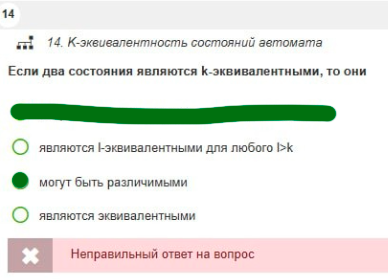 14
14. К-эквивалентность состояний автомата
Если два состояния являются k-эквивалентными, то они
являются l-эквивалентными для любого l>k
могут быть различимыми
являются эквивалентными
Неправильный ответ на вопрос